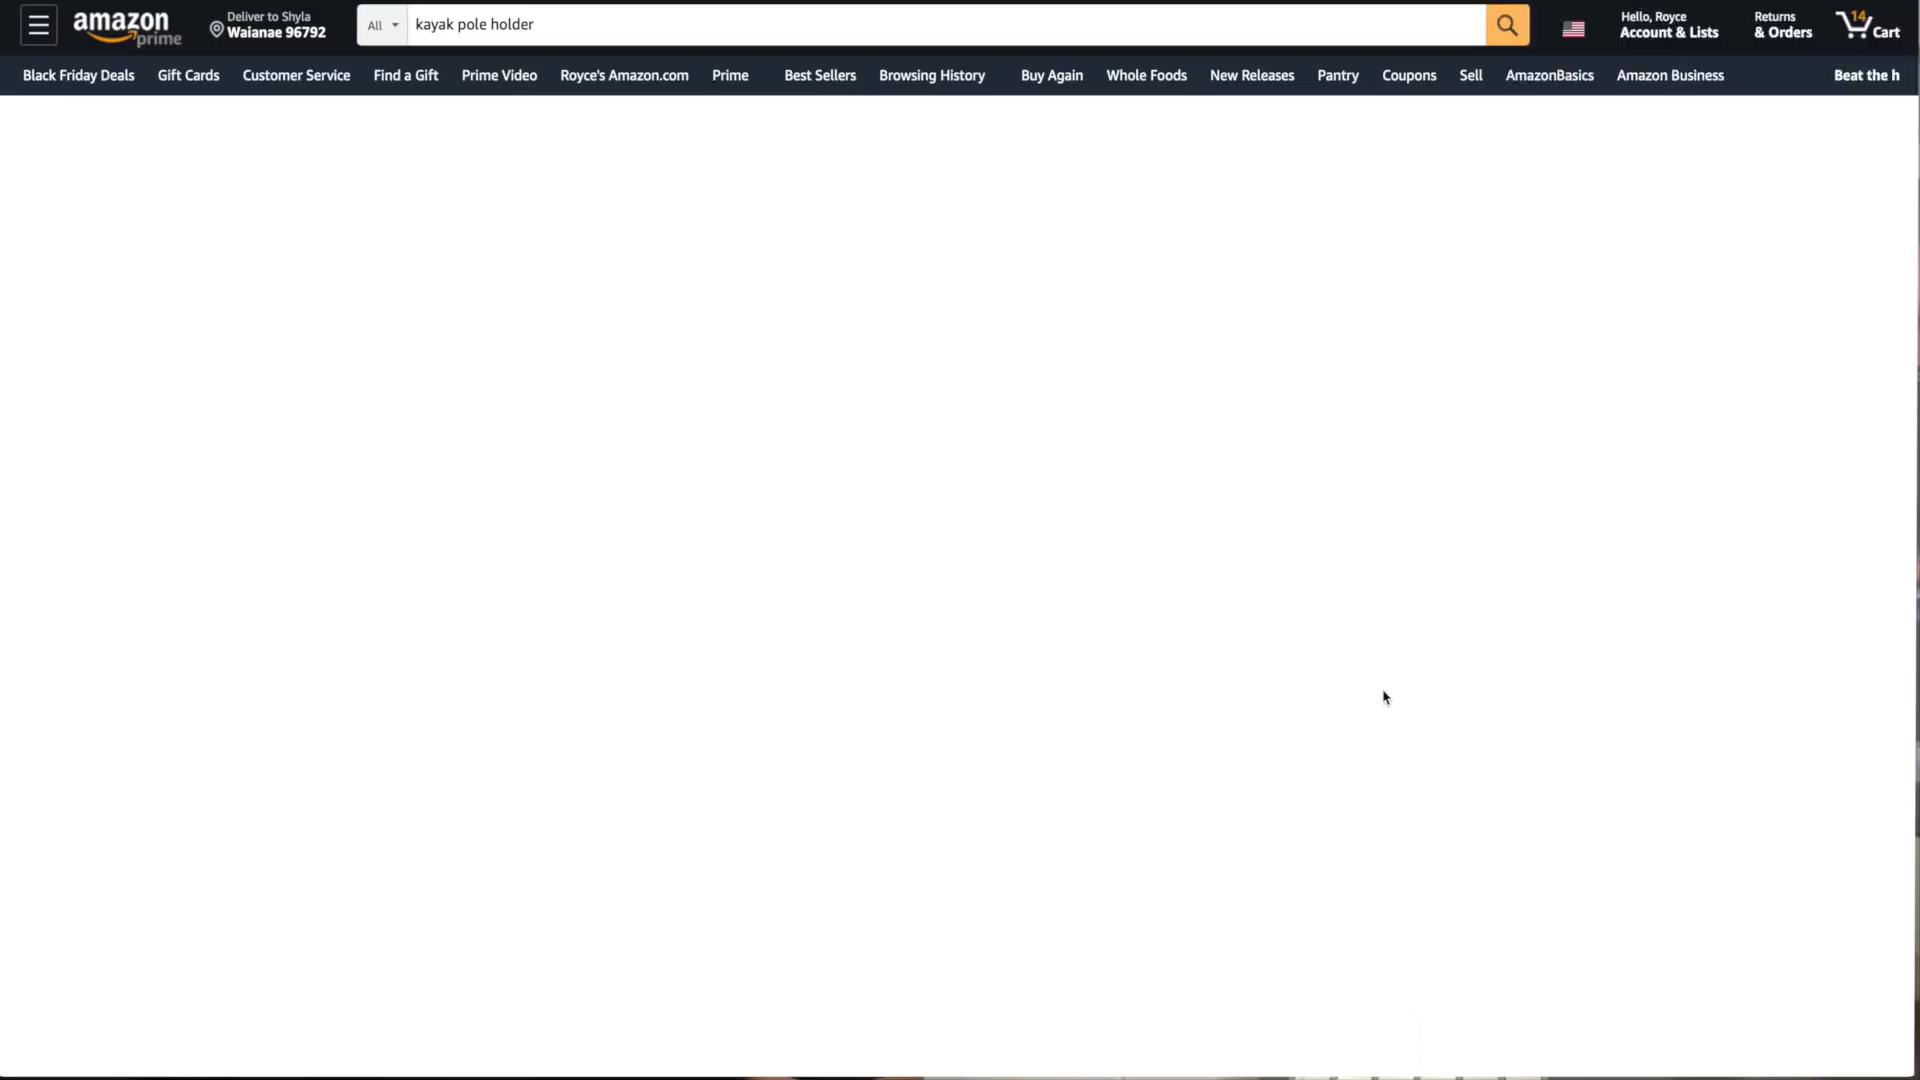 amazon prime
Deliver to Shyla
Waianae 96792
All
kayak pole holder
Hello, Royce
Account & Lists
Returns
& Orders
14
Cart
Black Friday Deals Gift Cards Customer Service Find a Gift Prime Video Royce's Amazon.com Prime Best Sellers Browsing History Buy Again Whole Foods New Releases Pantry Coupons Sell AmazonBasics Amazon Business Beat the h